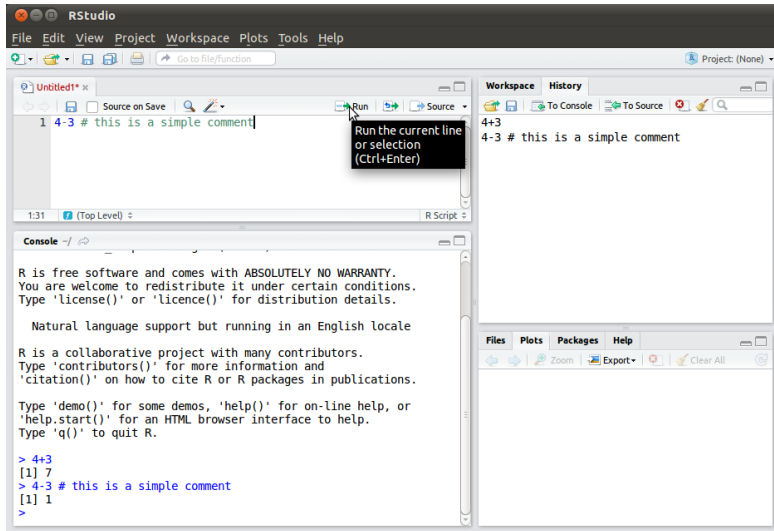 RStudio
File Edit View Project Workspace Plots Tools Help
Go to file/function
Project: (None)
Untitled1* ×
Source on Save
Run
Source
1 4-3 # this is a simple comment
Run the current line
or selection
(Ctrl+Enter)
1:31 (Top Level)
R Script
Console ~/
R is free software and comes with ABSOLUTELY NO WARRANTY.
You are welcome to redistribute it under certain conditions.
Type 'license()' or 'licence()' for distribution details.
Natural language support but running in an English locale
R is a collaborative project with many contributors.
Type 'contributors()' for more information and
'citation()' on how to cite R or R packages in publications.
Type 'demo()' for some demos, 'help()' for on-line help, or
'help.start()' for an HTML browser interface to help.
Type 'q()' to quit R.
> 4+3
[1] 7
> 4-3 # this is a simple comment
[1] 1
>
Workspace History
To Console To Source
4+3
4-3 # this is a simple comment
Files Plots Packages Help
Zoom Export Clear All